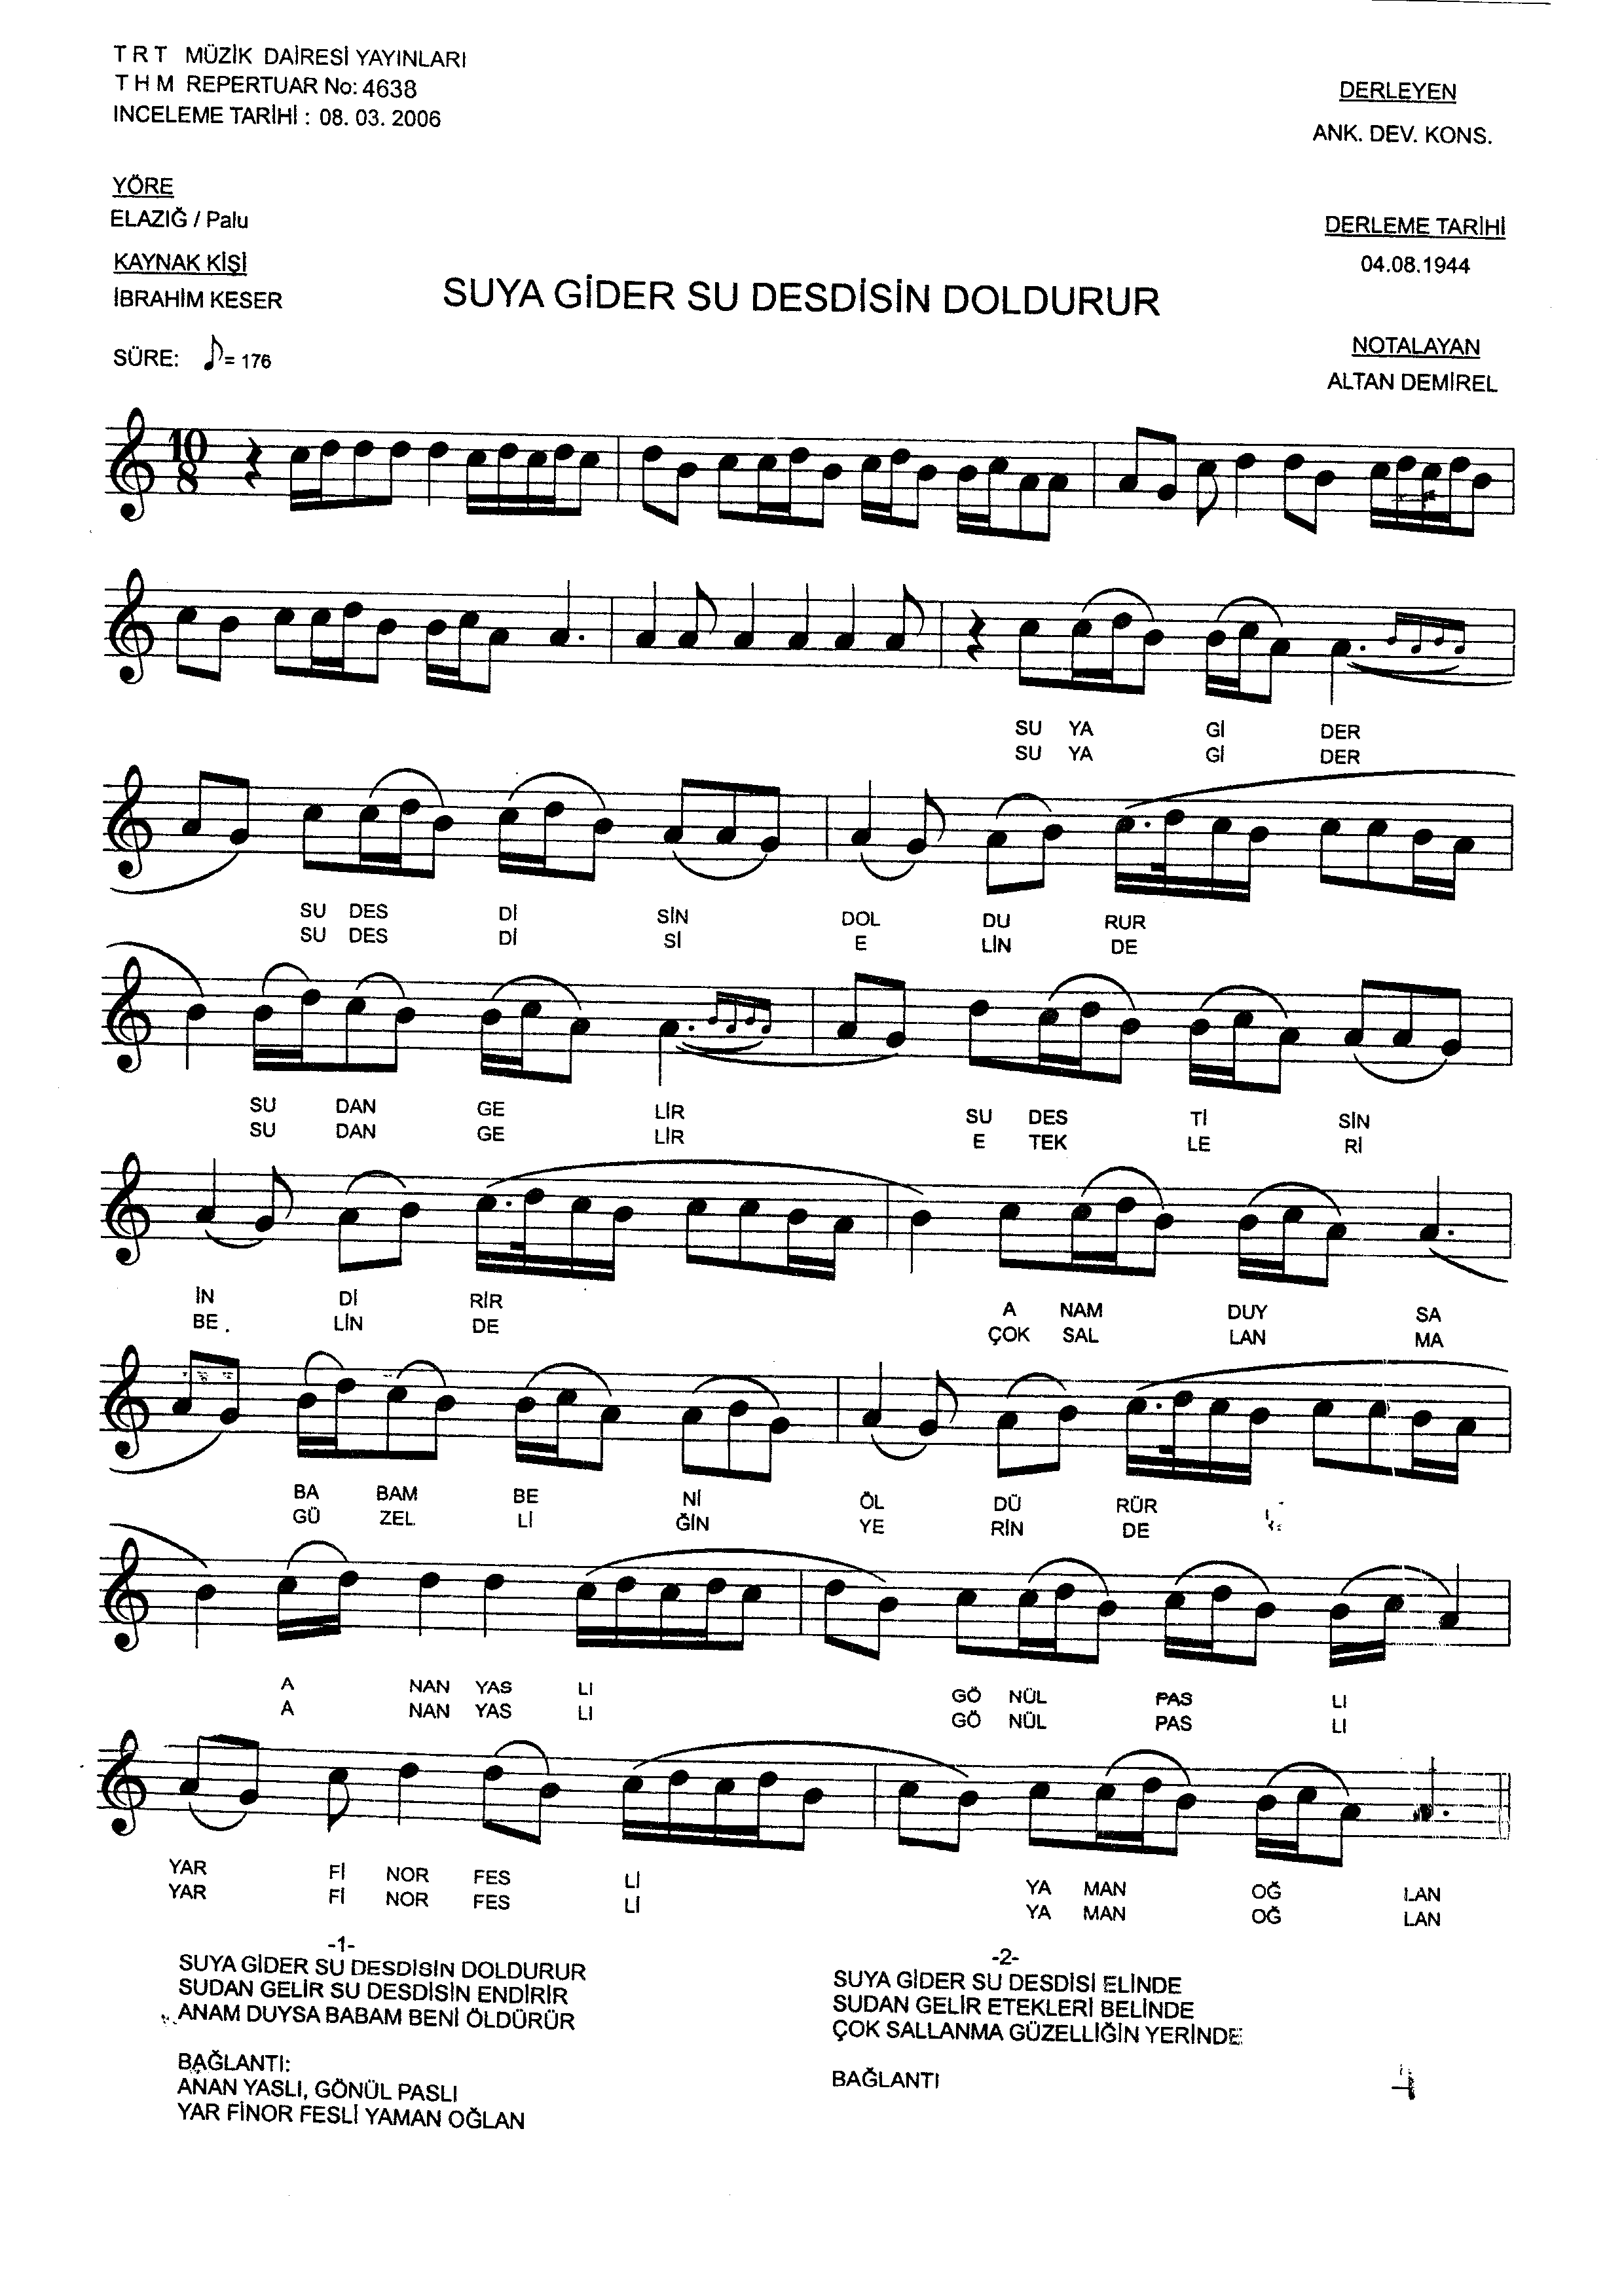 TRT MÜZİK DAİRESİ YAYINLARI
THM REPERTUAR No: 4638
INCELEME TARİHİ : 08. 03. 2006
DERLEYEN
ANK. DEV. KONS.
YÖRE
ELAZIĞ / Palu
DERLEME TARİHİ
04.08.1944
KAYNAK KİŞİ
İBRAHİM KESER
SUYA GİDER SU DESDİSİN DOLDURUR
NOTALAYAN
ALTAN DEMİREL
SÜRE: ♪= 176
10
8
SU YA Gİ DER
SU YA Gİ DER
SU DES Dİ SİN DOL DU RUR
SU DES Dİ Sİ E LİN DE
SU DAN GE LİR SU DES Tİ SİN
SU DAN GE LİR E TEK LE Rİ
İN Dİ RİR A NAM DUY SA
BE LİN DE ÇOK SAL LAN MA
BA BAM BE Nİ ÖL DÜ RÜR
GÜ ZEL Lİ ĞİN YE RİN DE
A NAN YAS LI GÖ NÜL PAS LI
A NAN YAS LI GÖ NÜL PAS LI
YAR Fİ NOR FES Lİ YA MAN OĞ LAN
YAR Fİ NOR FES Lİ YA MAN OĞ LAN
-1-
SUYA GİDER SU DESDİSİN DOLDURUR
SUDAN GELİR SU DESDİSİN ENDİRİR
ANAM DUYSA BABAM BENİ ÖLDÜRÜR
BAĞLANTI:
ANAN YASLI, GÖNÜL PASLI
YAR FİNOR FESLİ YAMAN OĞLAN
-2-
SUYA GİDER SU DESDİSİ ELİNDE
SUDAN GELİR ETEKLERİ BELİNDE
ÇOK SALLANMA GÜZELLİĞİN YERİNDE
BAĞLANTI